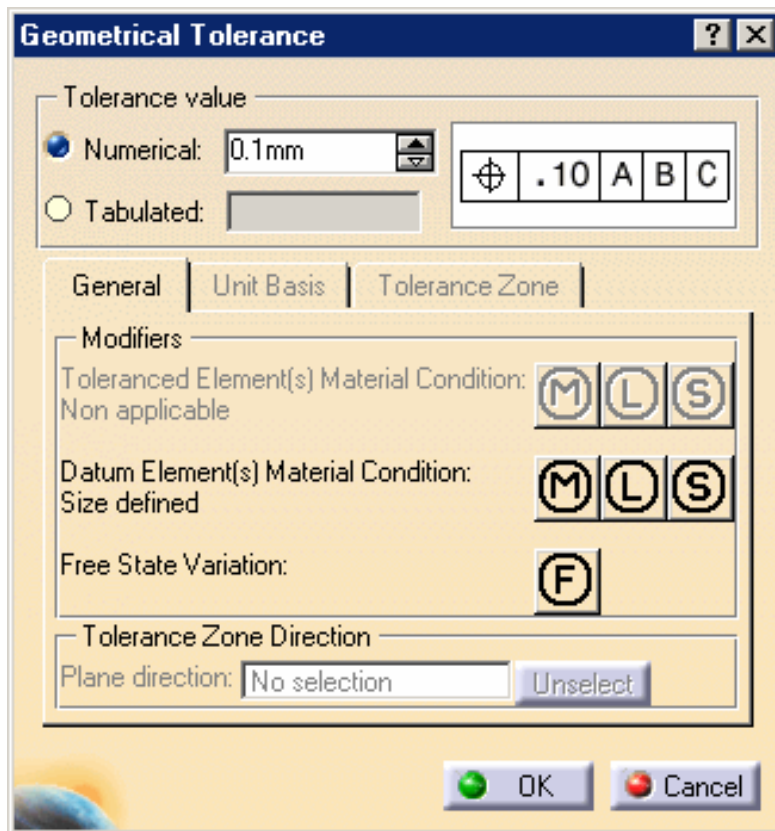 Geometrical Tolerance ? X
Tolerance value
Numerical: 0.1mm
⌖ .10 A B C
Tabulated:
General Unit Basis Tolerance Zone
Modifiers
Toleranced Element(s) Material Condition:
Non applicable
M L S
Datum Element(s) Material Condition:
Size defined
M L S
Free State Variation:
F
Tolerance Zone Direction
Plane direction: No selection Unselect
OK Cancel